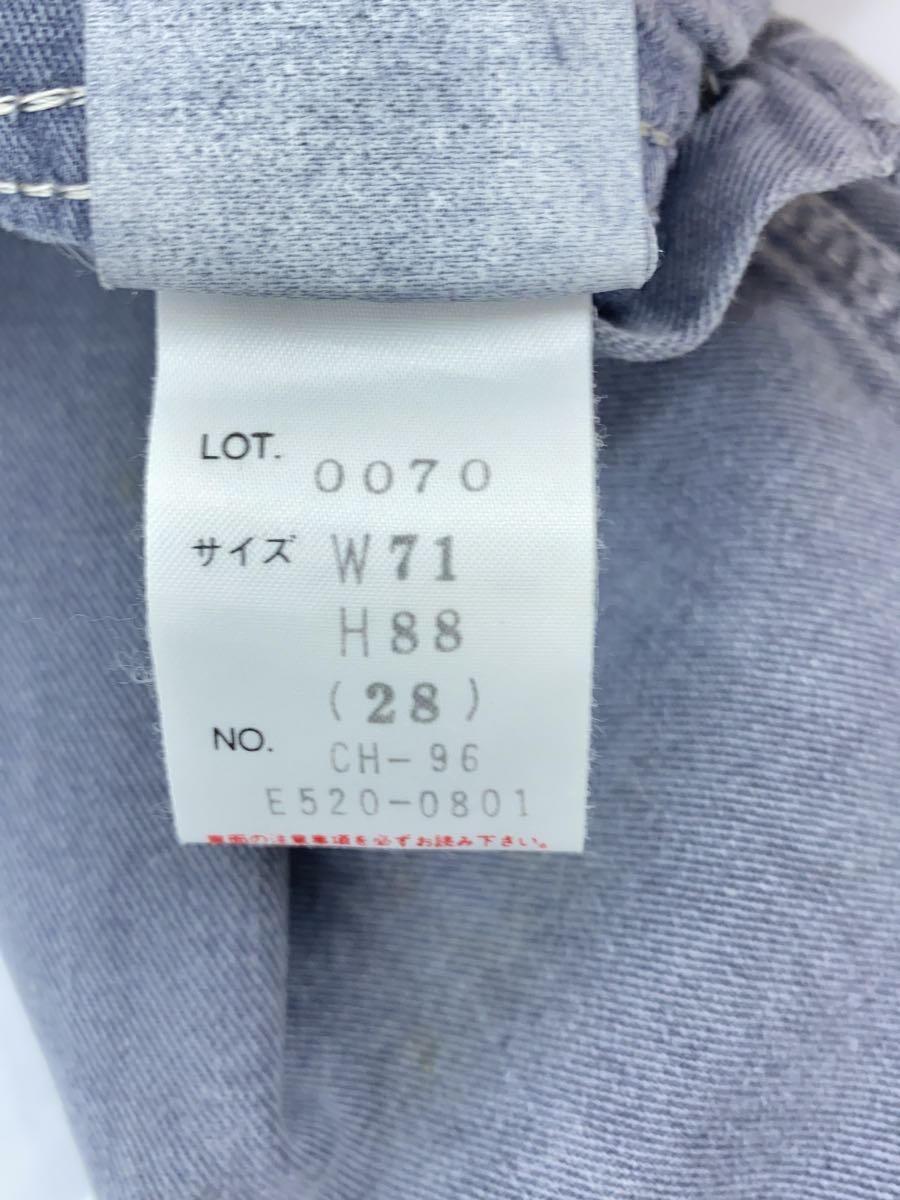 LOT. 0070
サイズ W71
H88
(28)
NO. CH-96
E520-0801
裏面の注意事項を必ずお読み下さい。